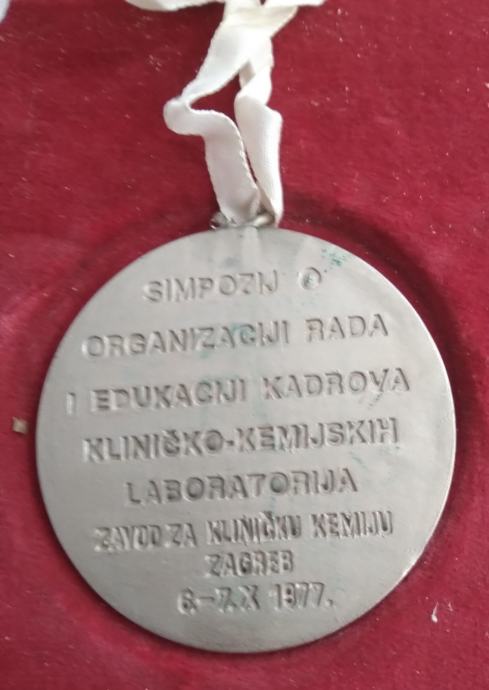 SIMPOZIJ O
ORGANIZACIJI RADA
I EDUKACIJI KADROVA
KLINIČKO-KEMIJSKIH
LABORATORIJA
ZAVOD ZA KLINIČKU KEMIJU
ZAGREB
6.-7.X 1977.